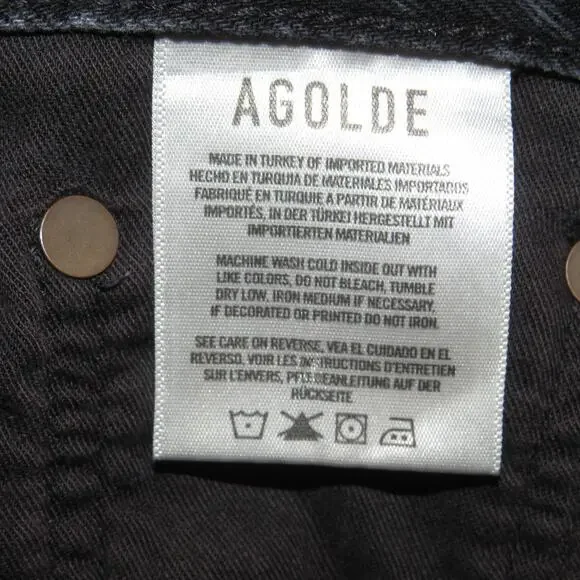 AGOLDE
MADE IN TURKEY OF IMPORTED MATERIALS
HECHO EN TURQUIA DE MATERIALES IMPORTADOS
FABRIQUÉ EN TURQUIE A PARTIR DE MATÉRIAUX
IMPORTÉS, IN DER TÜRKEI HERGESTELLT MIT
IMPORTIERTEN MATERIALIEN
MACHINE WASH COLD INSIDE OUT WITH
LIKE COLORS, DO NOT BLEACH, TUMBLE
DRY LOW, IRON MEDIUM IF NECESSARY,
IF DECORATED OR PRINTED DO NOT IRON.
SEE CARE ON REVERSE, VEA EL CUIDADO EN EL
REVERSO, VOIR LES INSTRUCTIONS D'ENTRETIEN
SUR L'ENVERS, PFLEGEANLEITUNG AUF DER
RÜCKSEITE